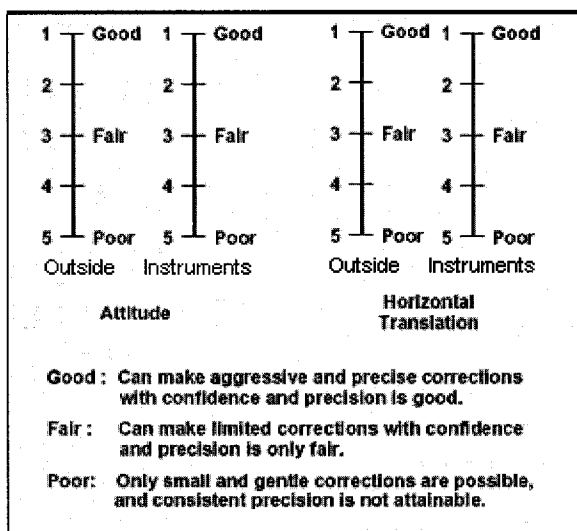 1 Good 1 Good 1 Good 1 Good
2 2 2 2
3 Fair 3 Fair 3 Fair 3 Fair
4 4 4 4
5 Poor 5 Poor 5 Poor 5 Poor
Outside Instruments Outside Instruments
Attitude Horizontal
Translation
Good : Can make aggressive and precise corrections
with confidence and precision is good.
Fair : Can make limited corrections with confidence
and precision is only fair.
Poor: Only small and gentle corrections are possible,
and consistent precision is not attainable.